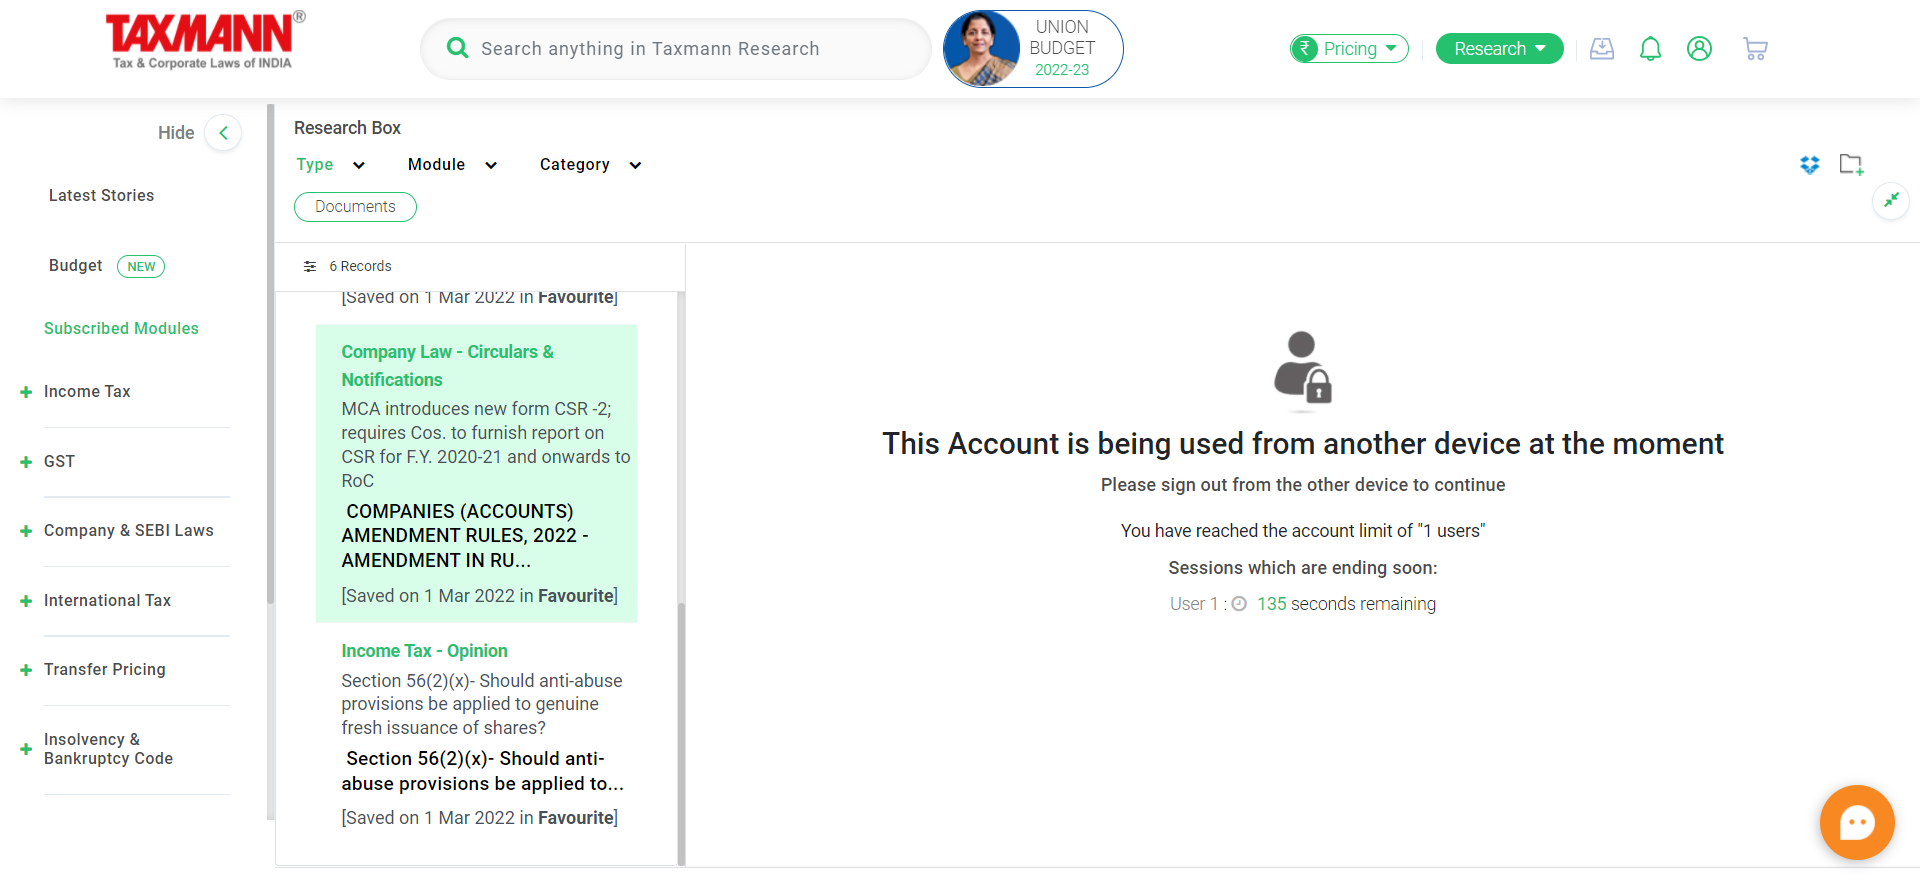 TAXMANN®
Tax & Corporate Laws of INDIA
Search anything in Taxmann Research
UNION
BUDGET
2022-23
₹ Pricing
Research
Hide
Latest Stories
Budget NEW
Subscribed Modules
Income Tax
GST
Company & SEBI Laws
International Tax
Transfer Pricing
Insolvency &
Bankruptcy Code
Research Box
Type Module Category
Documents
6 Records
[Saved on 1 Mar 2022 in Favourite]
Company Law - Circulars &
Notifications
MCA introduces new form CSR -2;
requires Cos. to furnish report on
CSR for F.Y. 2020-21 and onwards to
RoC
COMPANIES (ACCOUNTS)
AMENDMENT RULES, 2022 -
AMENDMENT IN RU...
[Saved on 1 Mar 2022 in Favourite]
Income Tax - Opinion
Section 56(2)(x)- Should anti-abuse
provisions be applied to genuine
fresh issuance of shares?
Section 56(2)(x)- Should anti-
abuse provisions be applied to...
[Saved on 1 Mar 2022 in Favourite]
This Account is being used from another device at the moment
Please sign out from the other device to continue
You have reached the account limit of "1 users"
Sessions which are ending soon:
User 1 : 135 seconds remaining